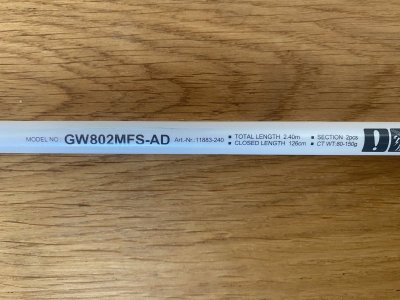 MODEL NO. GW802MFS-AD Art.-Nr.:11883-240
■ TOTAL LENGTH 2.40m ■ SECTION 2pcs
■ CLOSED LENGTH 126cm ■ CT WT:80-150g